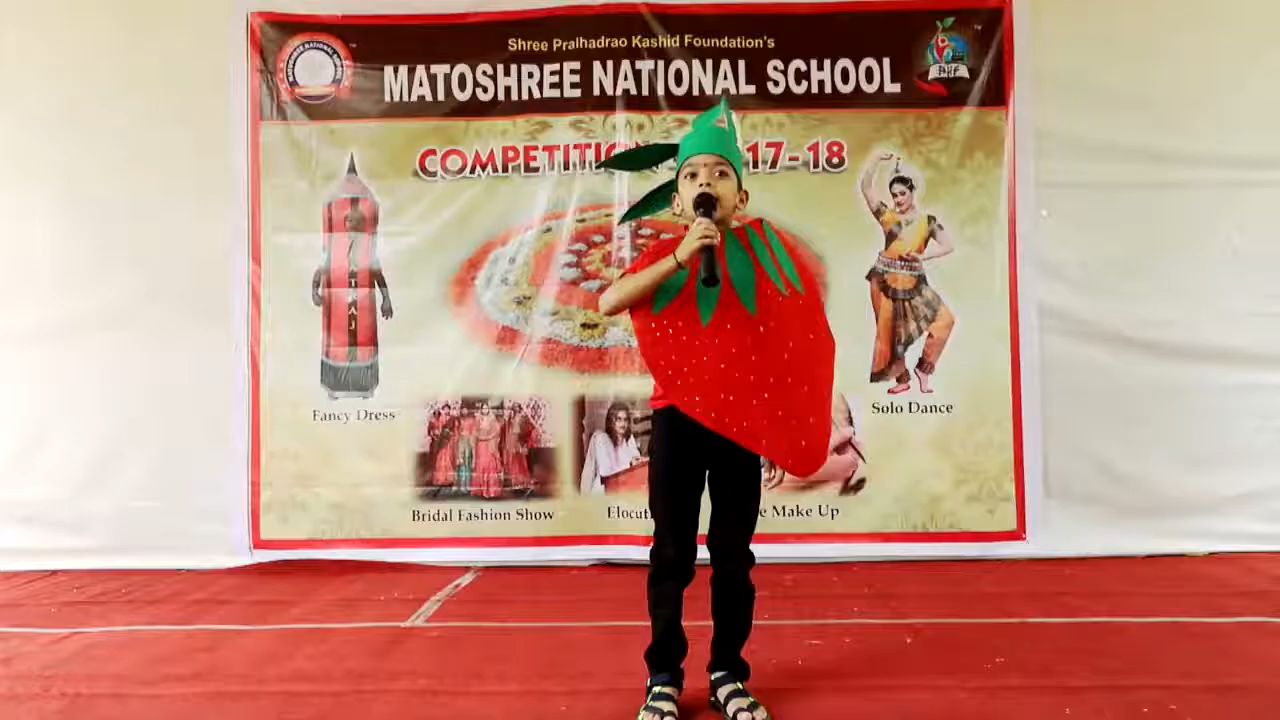 Shree Pralhadrao Kashid Foundation's
MATOSHREE NATIONAL SCHOOL
17-18
Fancy Dress
Solo Dance
Bridal Fashion Show
Make Up